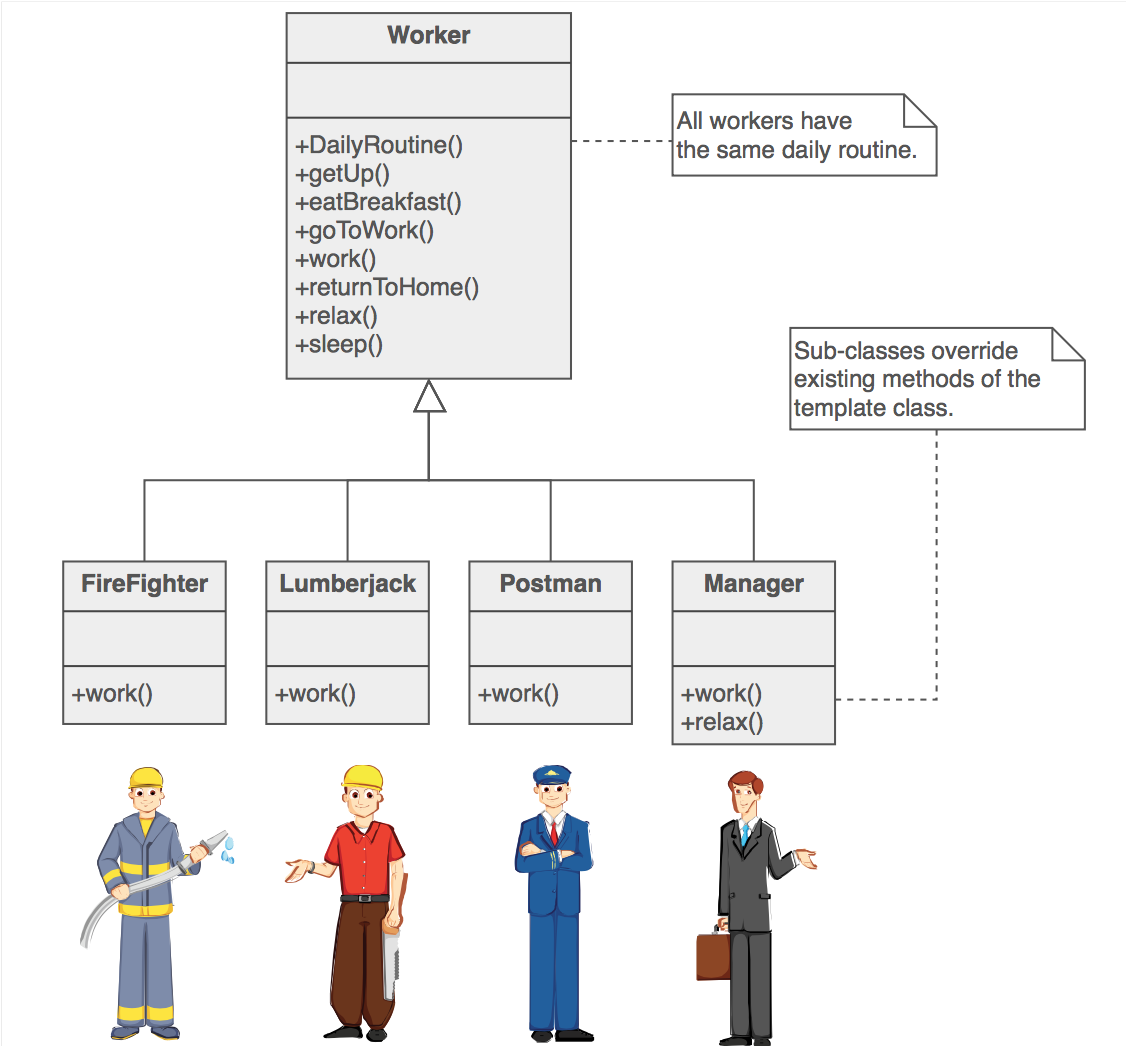 Worker
+DailyRoutine()
+getUp()
+eatBreakfast()
+goToWork()
+work()
+returnToHome()
+relax()
+sleep()
All workers have
the same daily routine.
Sub-classes override
existing methods of the
template class.
FireFighter
+work()
Lumberjack
+work()
Postman
+work()
Manager
+work()
+relax()